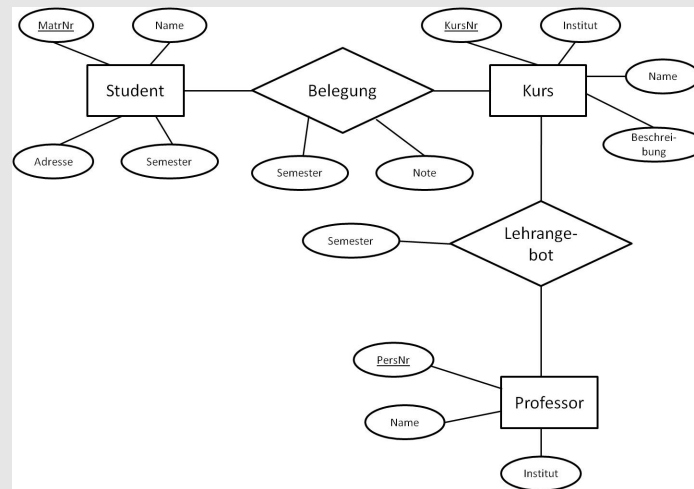 MatrNr
Name
KursNr
Institut
Student
Belegung
Kurs
Name
Adresse
Semester
Semester
Note
Beschrei-
bung
Semester
Lehrange-
bot
PersNr
Name
Professor
Institut